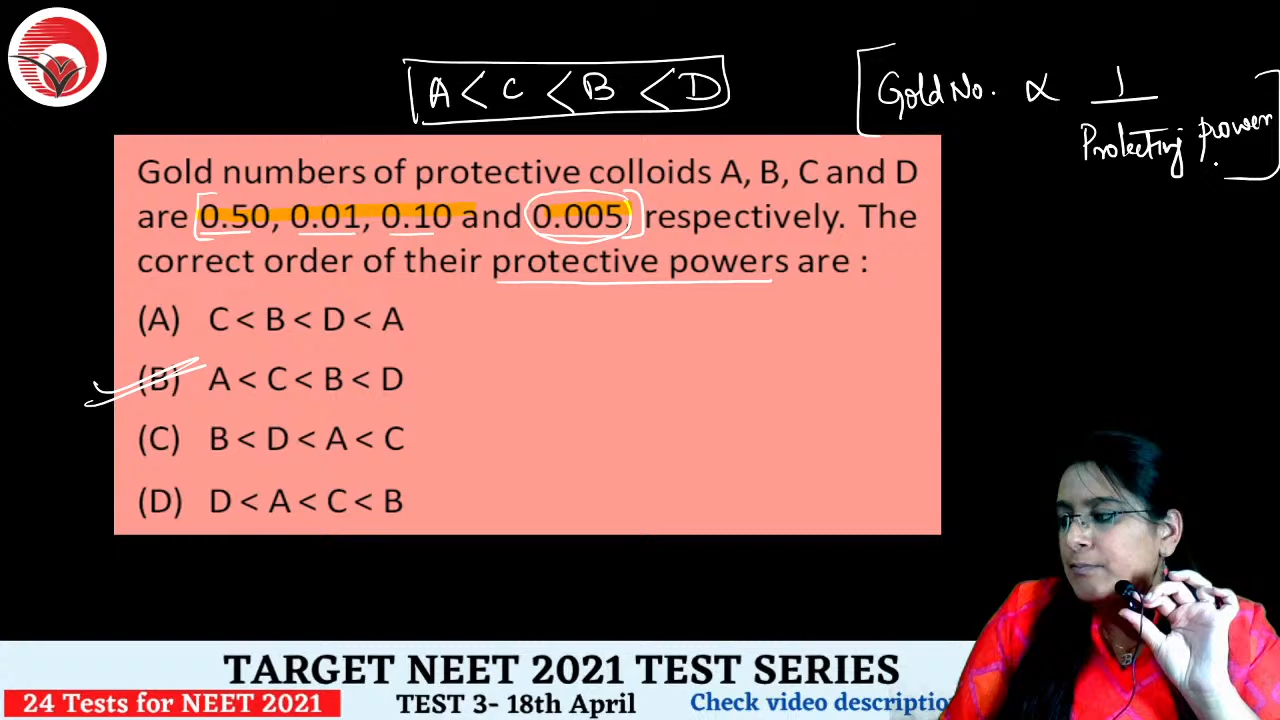 A < C < B < D
Gold No. ∝ 1
Protecting power
Gold numbers of protective colloids A, B, C and D
are 0.50, 0.01, 0.10 and 0.005 respectively. The
correct order of their protective powers are :
(A) C < B < D < A
(B) A < C < B < D
(C) B < D < A < C
(D) D < A < C < B
TARGET NEET 2021 TEST SERIES
24 Tests for NEET 2021
TEST 3- 18th April
Check video description